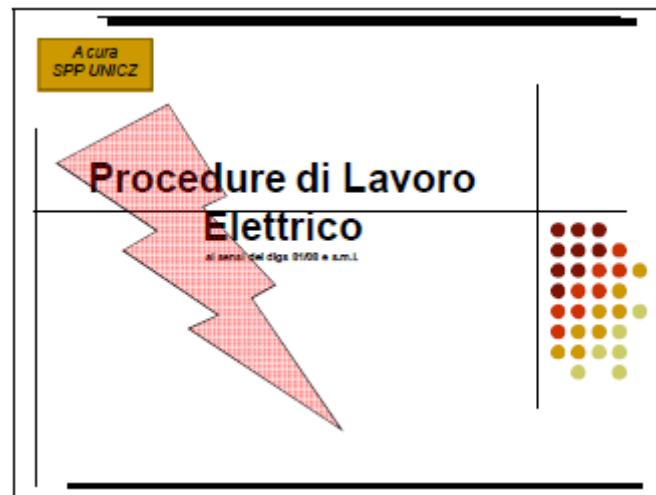 A cura
SPP UNICZ
Procedure di Lavoro
Elettrico
ai sensi del dlgs 81/08 e s.m.i.